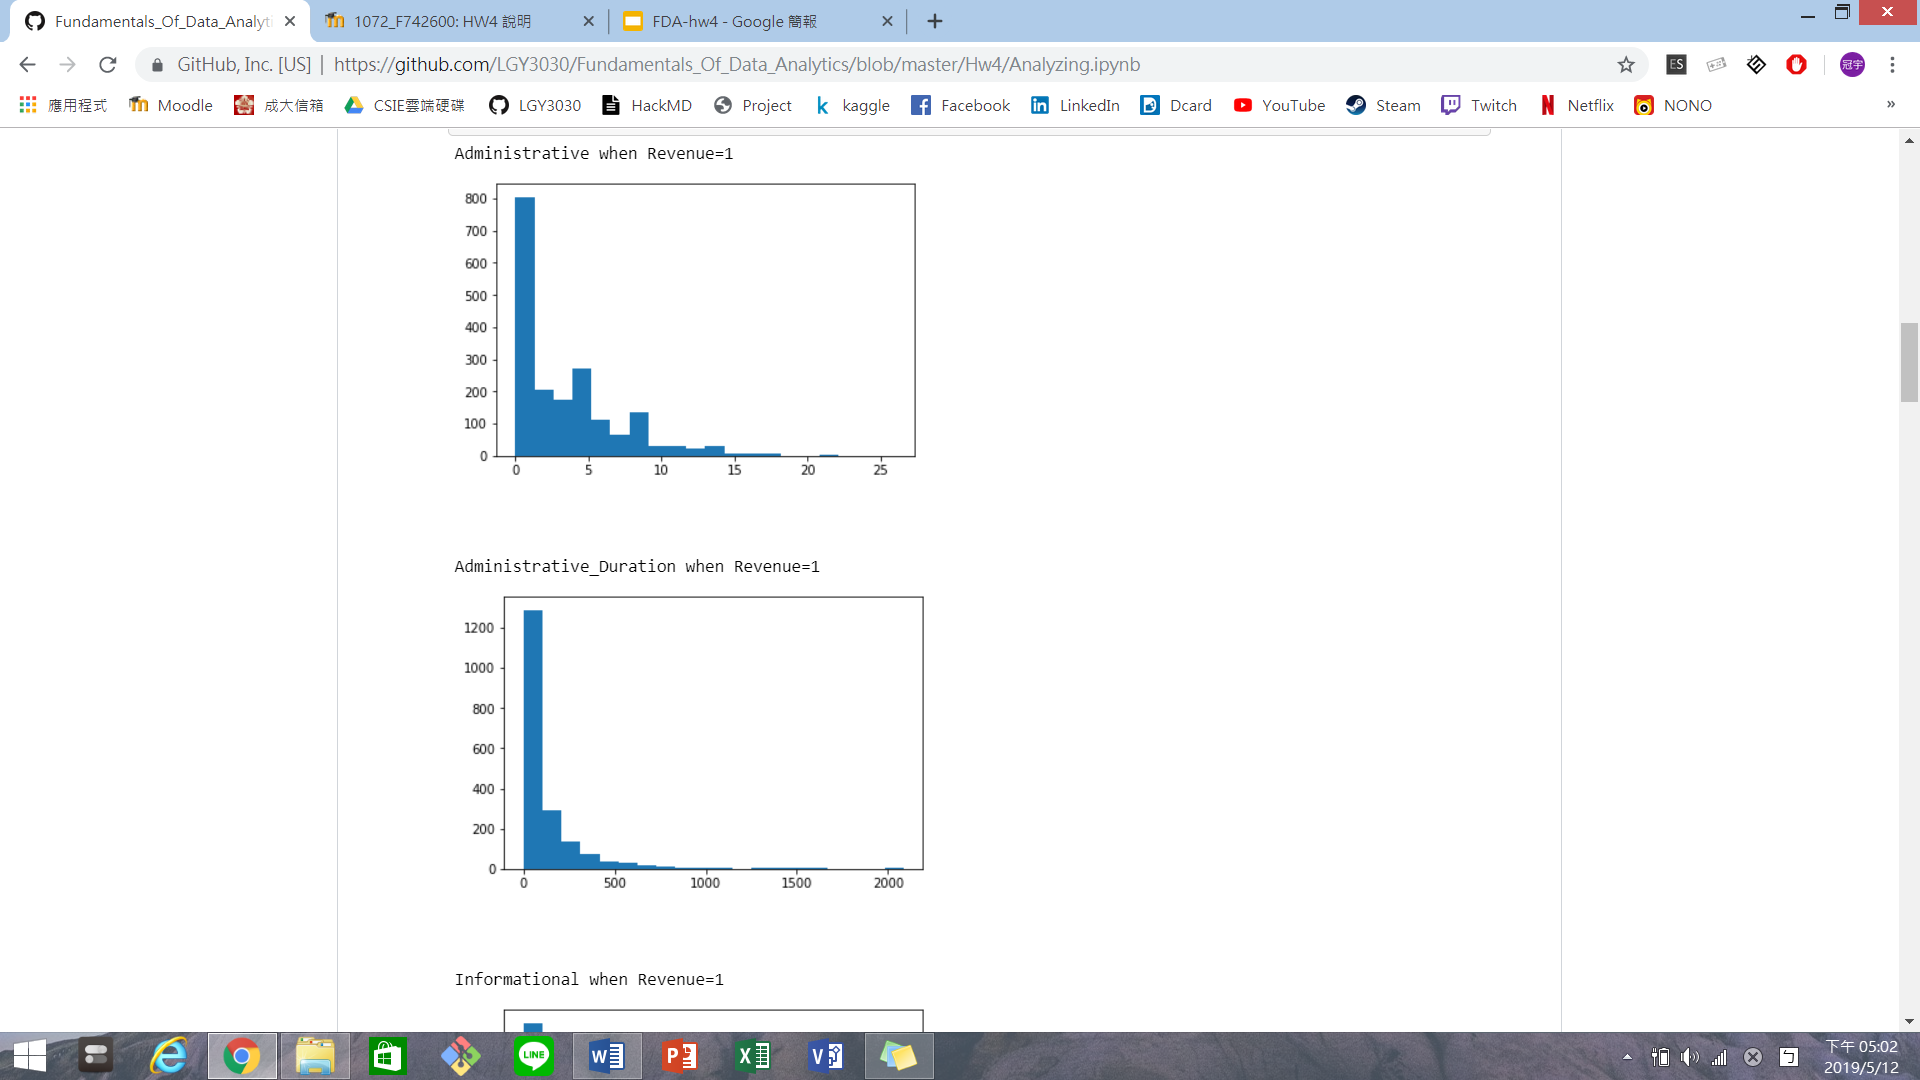 Fundamentals_Of_Data_Analyti
1072_F742600: HW4 說明
FDA-hw4 - Google 簡報
GitHub, Inc. [US] | https://github.com/LGY3030/Fundamentals_Of_Data_Analytics/blob/master/Hw4/Analyzing.ipynb
ES
冠宇
應用程式 Moodle 成大信箱 CSIE雲端硬碟 LGY3030 HackMD Project kaggle Facebook LinkedIn Dcard YouTube Steam Twitch Netflix NONO »
Administrative when Revenue=1
800
700
600
500
400
300
200
100
0
0 5 10 15 20 25
Administrative_Duration when Revenue=1
1200
1000
800
600
400
200
0
0 500 1000 1500 2000
Informational when Revenue=1
LINE
下午 05:02
2019/5/12